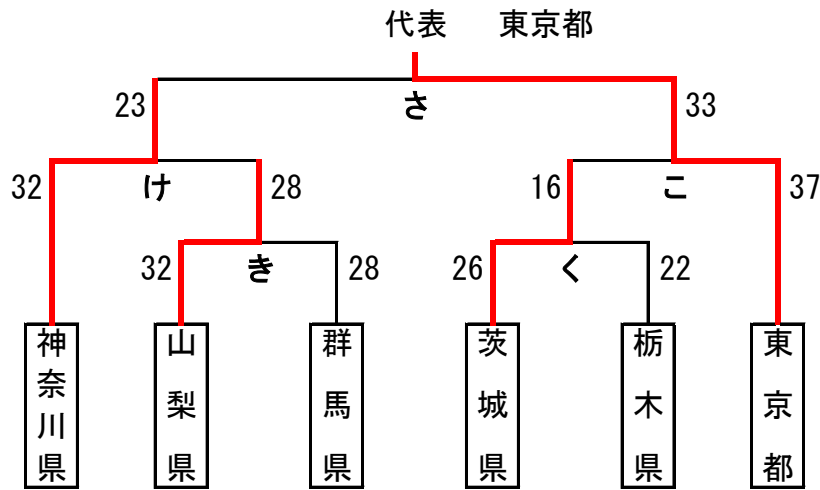 代表　東京都
23 さ 33
32 け 28 16 こ 37
32 き 28 26 く 22
神奈川県
山梨県
群馬県
茨城県
栃木県
東京都